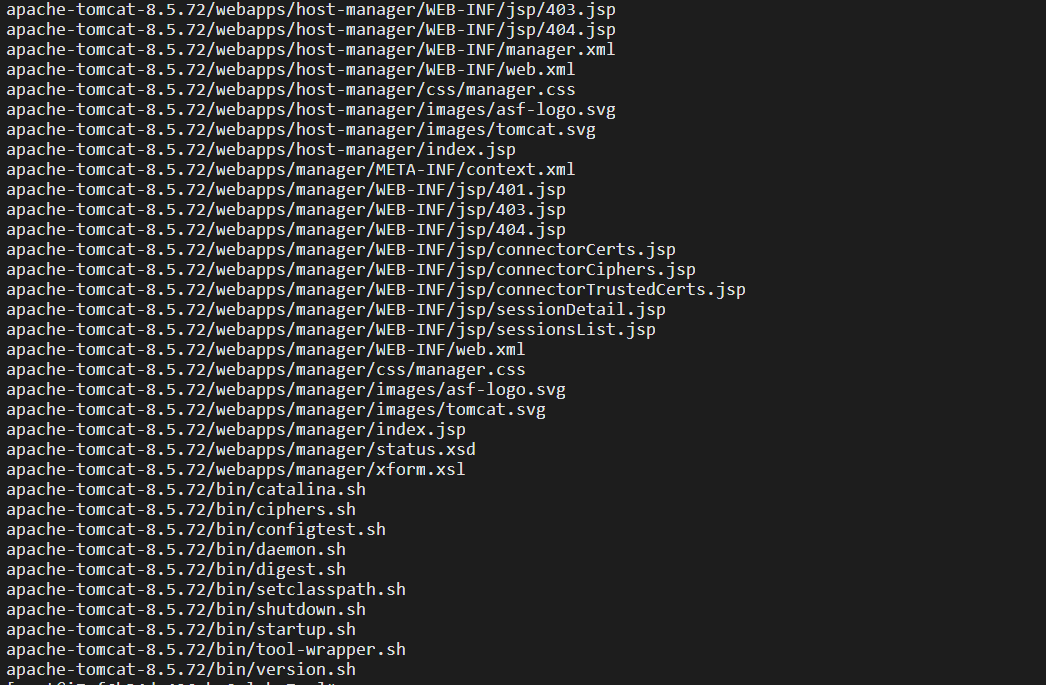 apache-tomcat-8.5.72/webapps/host-manager/WEB-INF/jsp/403.jsp
apache-tomcat-8.5.72/webapps/host-manager/WEB-INF/jsp/404.jsp
apache-tomcat-8.5.72/webapps/host-manager/WEB-INF/manager.xml
apache-tomcat-8.5.72/webapps/host-manager/WEB-INF/web.xml
apache-tomcat-8.5.72/webapps/host-manager/css/manager.css
apache-tomcat-8.5.72/webapps/host-manager/images/asf-logo.svg
apache-tomcat-8.5.72/webapps/host-manager/images/tomcat.svg
apache-tomcat-8.5.72/webapps/host-manager/index.jsp
apache-tomcat-8.5.72/webapps/manager/META-INF/context.xml
apache-tomcat-8.5.72/webapps/manager/WEB-INF/jsp/401.jsp
apache-tomcat-8.5.72/webapps/manager/WEB-INF/jsp/403.jsp
apache-tomcat-8.5.72/webapps/manager/WEB-INF/jsp/404.jsp
apache-tomcat-8.5.72/webapps/manager/WEB-INF/jsp/connectorCerts.jsp
apache-tomcat-8.5.72/webapps/manager/WEB-INF/jsp/connectorCiphers.jsp
apache-tomcat-8.5.72/webapps/manager/WEB-INF/jsp/connectorTrustedCerts.jsp
apache-tomcat-8.5.72/webapps/manager/WEB-INF/jsp/sessionDetail.jsp
apache-tomcat-8.5.72/webapps/manager/WEB-INF/jsp/sessionsList.jsp
apache-tomcat-8.5.72/webapps/manager/WEB-INF/web.xml
apache-tomcat-8.5.72/webapps/manager/css/manager.css
apache-tomcat-8.5.72/webapps/manager/images/asf-logo.svg
apache-tomcat-8.5.72/webapps/manager/images/tomcat.svg
apache-tomcat-8.5.72/webapps/manager/index.jsp
apache-tomcat-8.5.72/webapps/manager/status.xsd
apache-tomcat-8.5.72/webapps/manager/xform.xsl
apache-tomcat-8.5.72/bin/catalina.sh
apache-tomcat-8.5.72/bin/ciphers.sh
apache-tomcat-8.5.72/bin/configtest.sh
apache-tomcat-8.5.72/bin/daemon.sh
apache-tomcat-8.5.72/bin/digest.sh
apache-tomcat-8.5.72/bin/setclasspath.sh
apache-tomcat-8.5.72/bin/shutdown.sh
apache-tomcat-8.5.72/bin/startup.sh
apache-tomcat-8.5.72/bin/tool-wrapper.sh
apache-tomcat-8.5.72/bin/version.sh